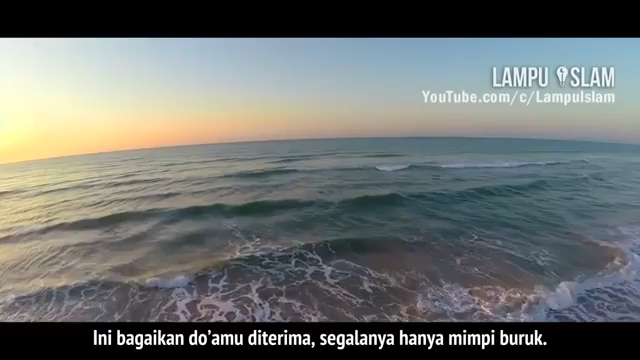 LAMPU ISLAM
YouTube.com/c/LampuIslam
Ini bagaikan do'amu diterima, segalanya hanya mimpi buruk.